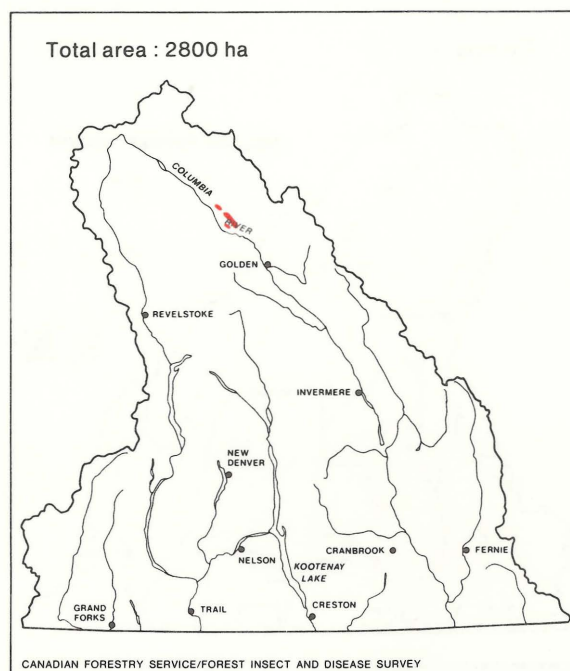 Total area : 2800 ha
COLUMBIA
RIVER
GOLDEN
REVELSTOKE
INVERMERE
NEW
DENVER
NELSON
KOOTENAY
LAKE
CRANBROOK
FERNIE
GRAND
FORKS
TRAIL
CRESTON
CANADIAN FORESTRY SERVICE/FOREST INSECT AND DISEASE SURVEY